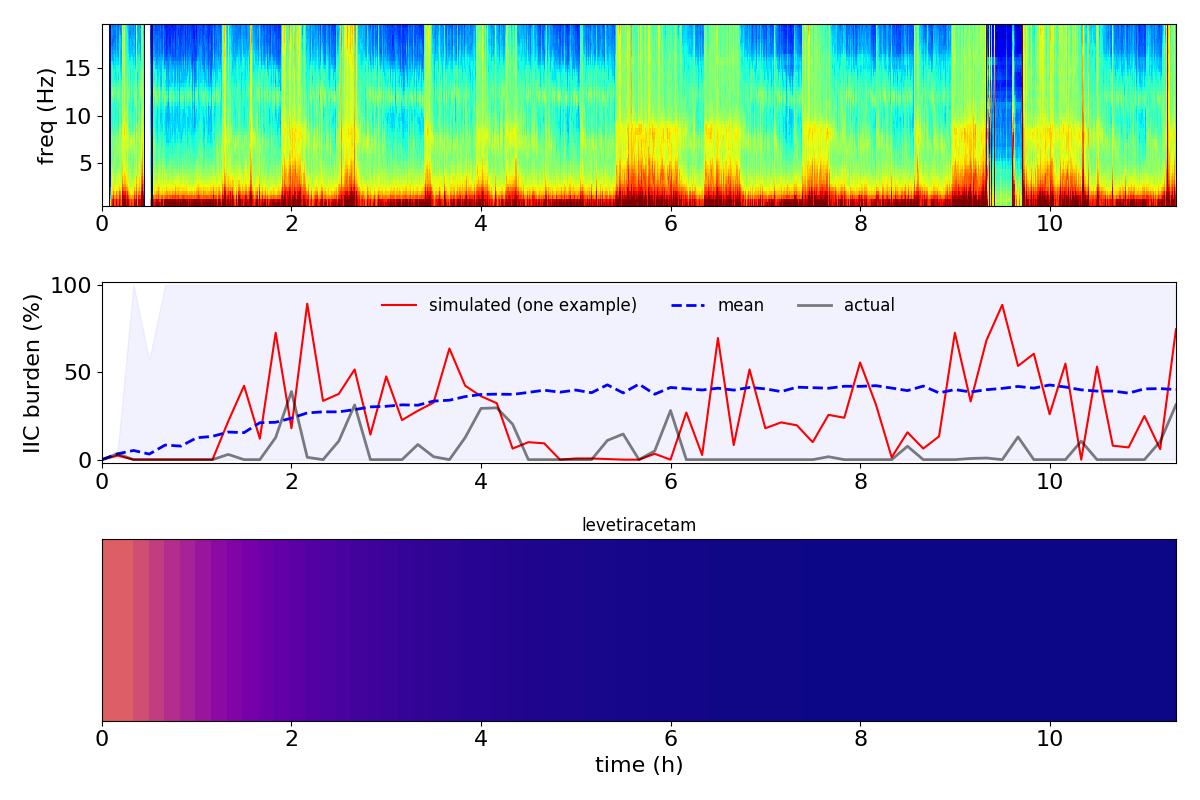 freq (Hz)
15
10
5
0 2 4 6 8 10
IIC burden (%)
100
50
0
simulated (one example) mean actual
0 2 4 6 8 10
levetiracetam
0 2 4 6 8 10
time (h)